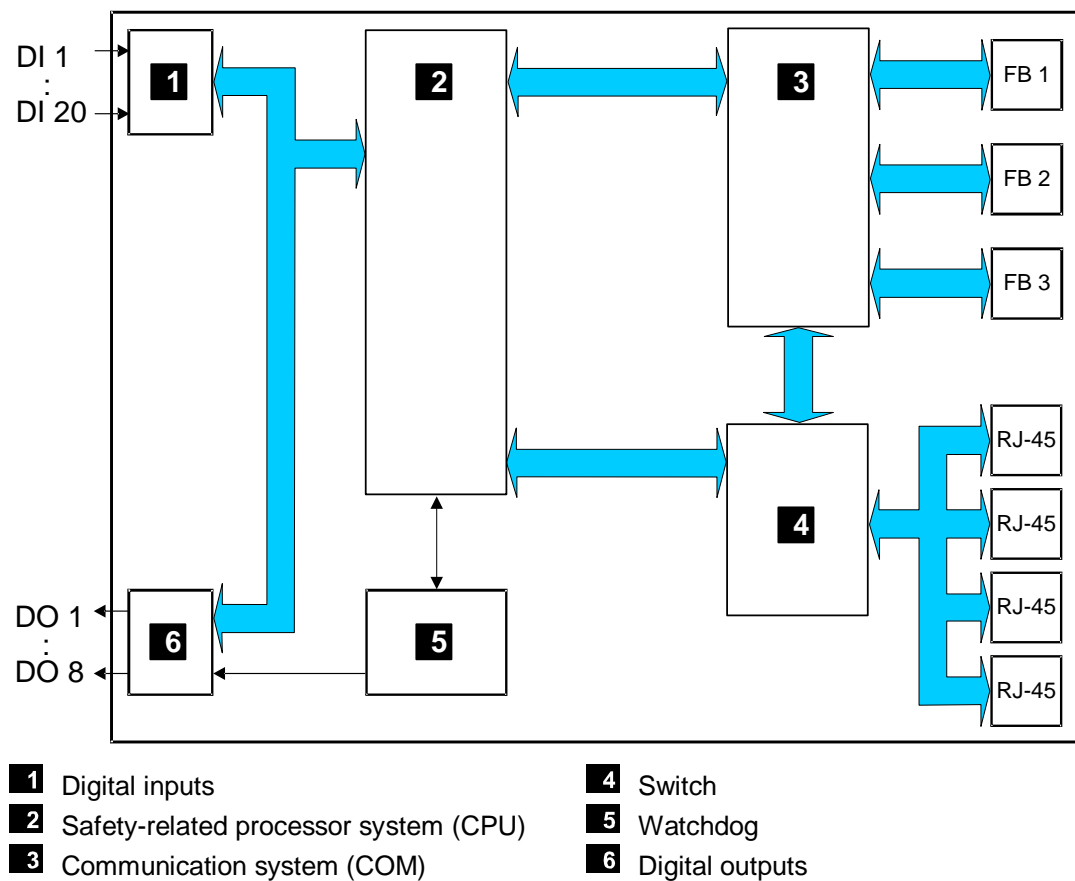 DI 1
:
DI 20
1
2
3
FB 1
FB 2
FB 3
RJ-45
RJ-45
RJ-45
RJ-45
4
DO 1
:
DO 8
6
5
1 Digital inputs
2 Safety-related processor system (CPU)
3 Communication system (COM)
4 Switch
5 Watchdog
6 Digital outputs